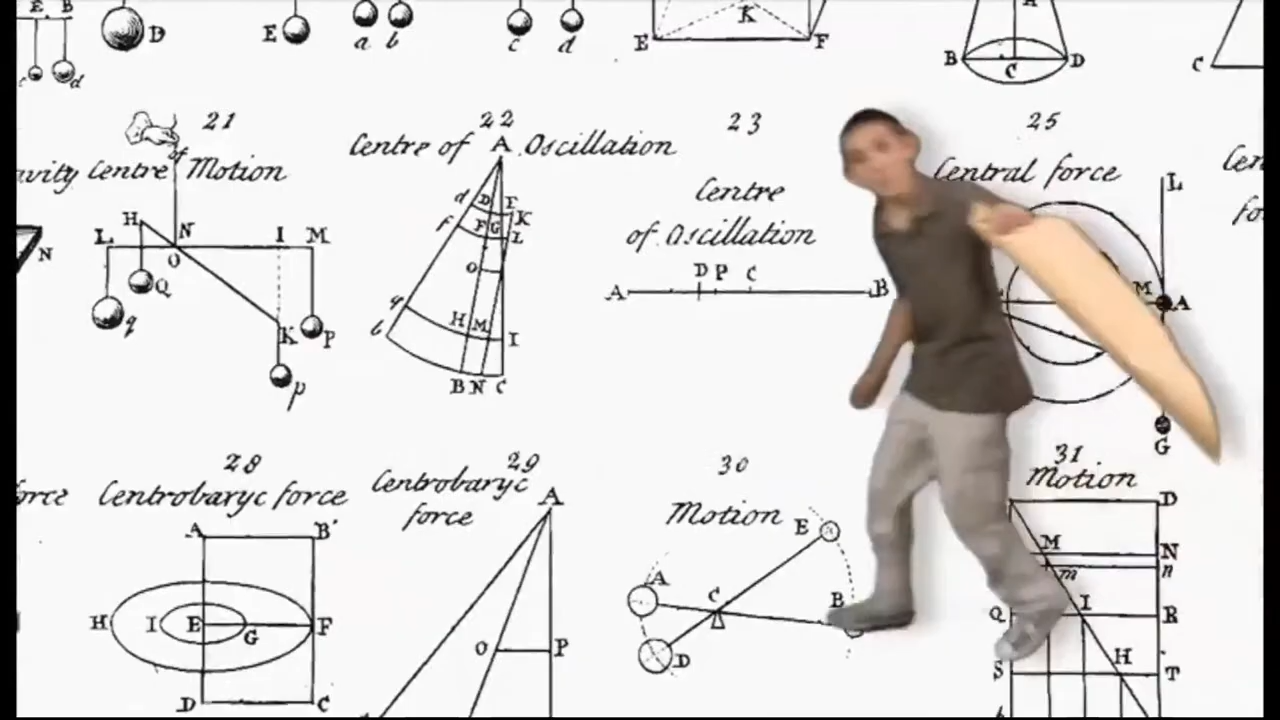 E B
D
c d
E
a b
c d
K
E F
A
B C D
C
21
22
23
25
Centre of Motion
Centre of Oscillation
Centre
of Oscillation
Central force
A
d D E K
f F G L
O
q
b
H M I
B N C
H N
L O I M
Q
q
K P
p
N
A D P C B
L
M A
G
28
29
30
31
Centrobaryc force
Centrobaryc
force
Motion
Motion
A B
H I E G F
D C
A
O P
E
A C B
D
D
M N
m n
Q I R
H
S T